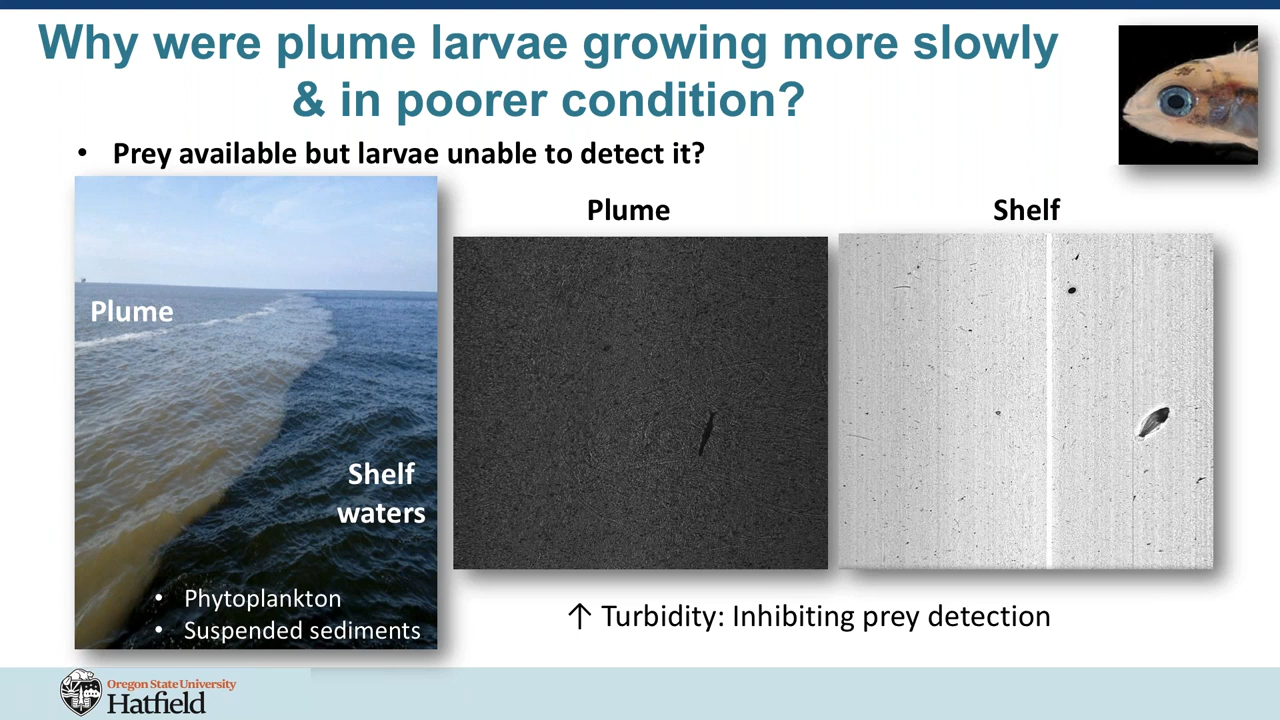 Why were plume larvae growing more slowly
& in poorer condition?
• Prey available but larvae unable to detect it?
Plume
Shelf
Plume
Shelf
waters
• Phytoplankton
• Suspended sediments
↑ Turbidity: Inhibiting prey detection
Oregon State University
Hatfield